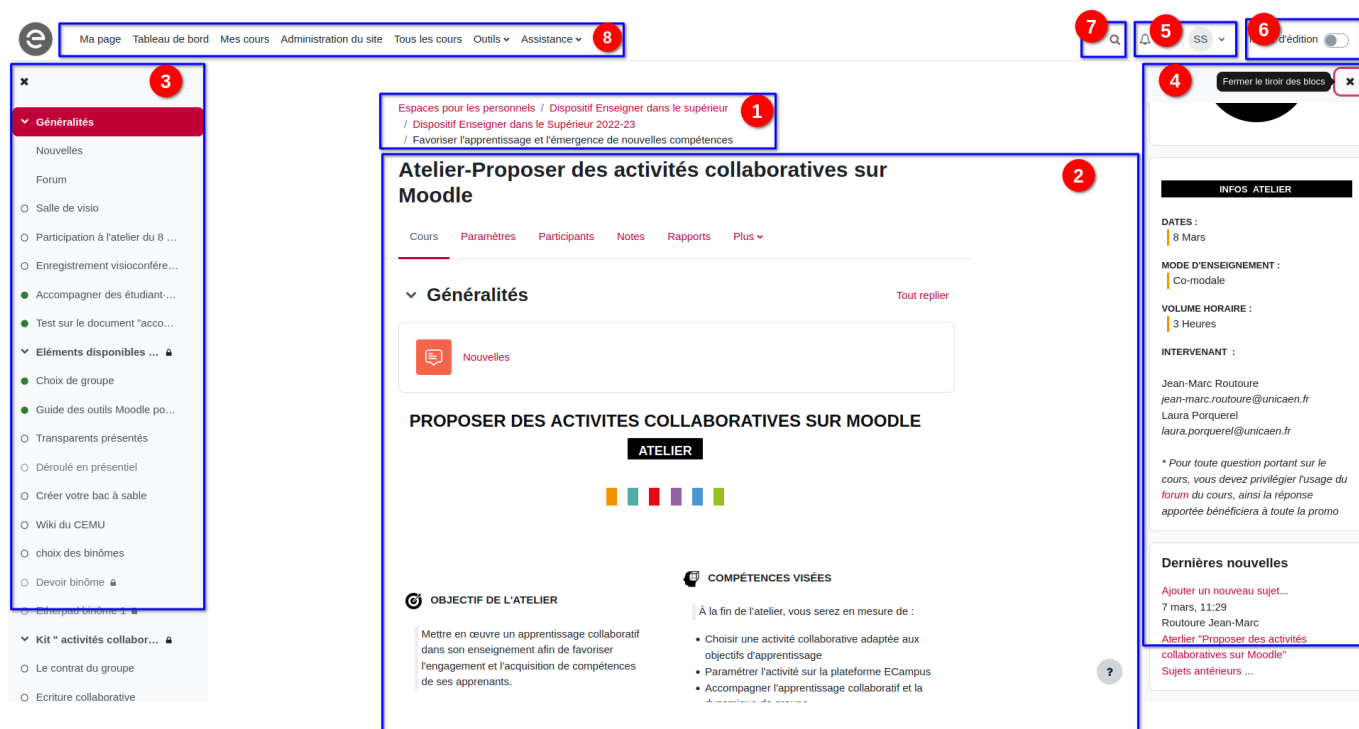 Ma page Tableau de bord Mes cours Administration du site Tous les cours Outils Assistance 8
7
5
SS
6
d'édition
3
Généralités
Nouvelles
Forum
Salle de visio
Participation à l'atelier du 8 ...
Enregistrement visioconfére...
Accompagner des étudiant·...
Test sur le document "acco...
Eléments disponibles ...
Choix de groupe
Guide des outils Moodle po...
Transparents présentés
Déroulé en présentiel
Créer votre bac à sable
Wiki du CEMU
choix des binômes
Devoir binôme
Etherpad binôme 1
Kit " activités collabor...
Le contrat du groupe
Ecriture collaborative
1
Espaces pour les personnels / Dispositif Enseigner dans le supérieur
/ Dispositif Enseigner dans le Supérieur 2022-23
/ Favoriser l'apprentissage et l'émergence de nouvelles compétences
2
Atelier-Proposer des activités collaboratives sur
Moodle
Cours Paramètres Participants Notes Rapports Plus
Généralités
Tout replier
Nouvelles
PROPOSER DES ACTIVITES COLLABORATIVES SUR MOODLE
ATELIER
OBJECTIF DE L'ATELIER
Mettre en œuvre un apprentissage collaboratif
dans son enseignement afin de favoriser
l'engagement et l'acquisition de compétences
de ses apprenants.
COMPÉTENCES VISÉES
À la fin de l'atelier, vous serez en mesure de :
• Choisir une activité collaborative adaptée aux
objectifs d'apprentissage
• Paramétrer l'activité sur la plateforme ECampus
• Accompagner l'apprentissage collaboratif et la
dynamique de groupe
?
4
Fermer le tiroir des blocs
INFOS ATELIER
DATES :
8 Mars
MODE D'ENSEIGNEMENT :
Co-modale
VOLUME HORAIRE :
3 Heures
INTERVENANT :
Jean-Marc Routoure
jean-marc.routoure@unicaen.fr
Laura Porquerel
laura.porquerel@unicaen.fr
* Pour toute question portant sur le
cours, vous devez privilégier l'usage du
forum du cours, ainsi la réponse
apportée bénéficiera à toute la promo
Dernières nouvelles
Ajouter un nouveau sujet...
7 mars, 11:29
Routoure Jean-Marc
Aterlier "Proposer des activités
collaboratives sur Moodle"
Sujets antérieurs ...